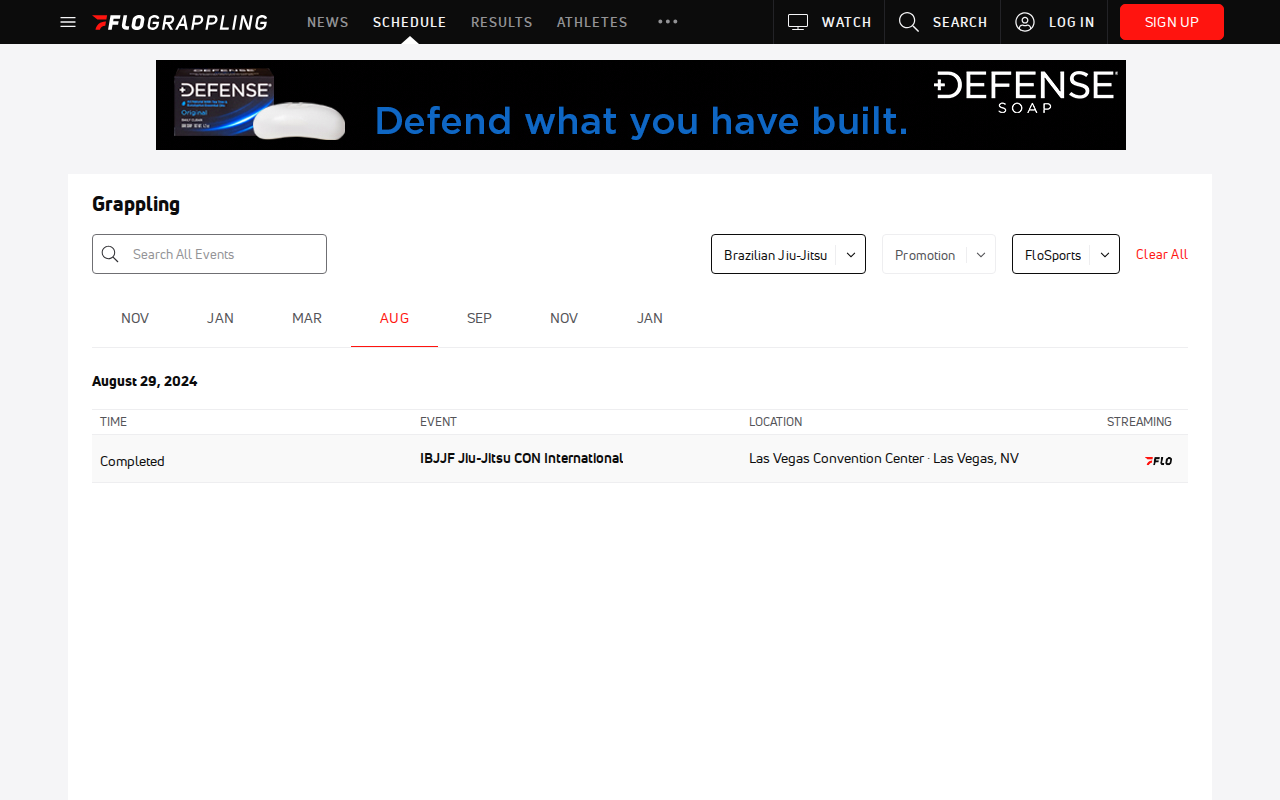 FLOGRAPPLING NEWS SCHEDULE RESULTS ATHLETES ••• WATCH SEARCH LOG IN SIGN UP
DEFENSE
Original
DEFENSE
SOAP
Defend what you have built.
Grappling
Search All Events Brazilian Jiu-Jitsu Promotion FloSports Clear All
NOV JAN MAR AUG SEP NOV JAN
August 29, 2024
TIME EVENT LOCATION STREAMING
Completed IBJJF Jiu-Jitsu CON International Las Vegas Convention Center · Las Vegas, NV FLO